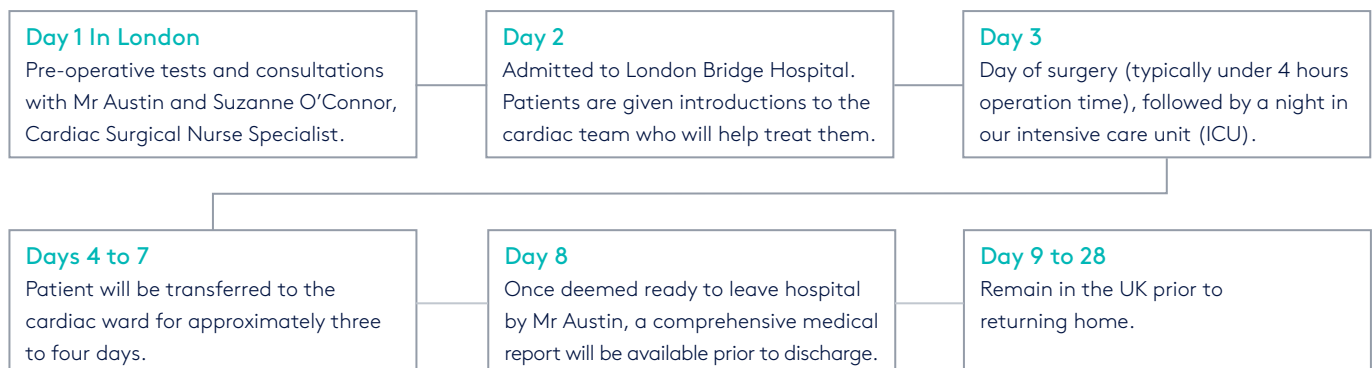 Day 1 In London
Pre-operative tests and consultations
with Mr Austin and Suzanne O’Connor,
Cardiac Surgical Nurse Specialist.
Day 2
Admitted to London Bridge Hospital.
Patients are given introductions to the
cardiac team who will help treat them.
Day 3
Day of surgery (typically under 4 hours
operation time), followed by a night in
our intensive care unit (ICU).
Days 4 to 7
Patient will be transferred to the
cardiac ward for approximately three
to four days.
Day 8
Once deemed ready to leave hospital
by Mr Austin, a comprehensive medical
report will be available prior to discharge.
Day 9 to 28
Remain in the UK prior to
returning home.